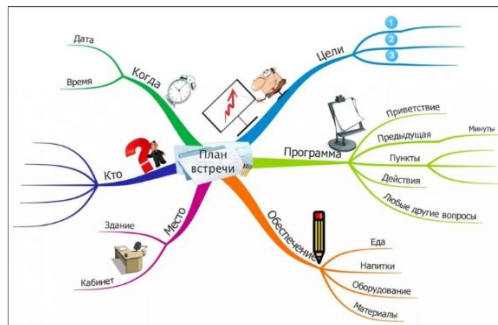 План
встречи
Когда
Дата
Время
Цели
1
2
3
Программа
Приветствие
Предыдущая
Минуты
Пункты
Действия
Любые другие вопросы
Обеспечение
Еда
Напитки
Оборудование
Материалы
Место
Здание
Кабинет
Кто